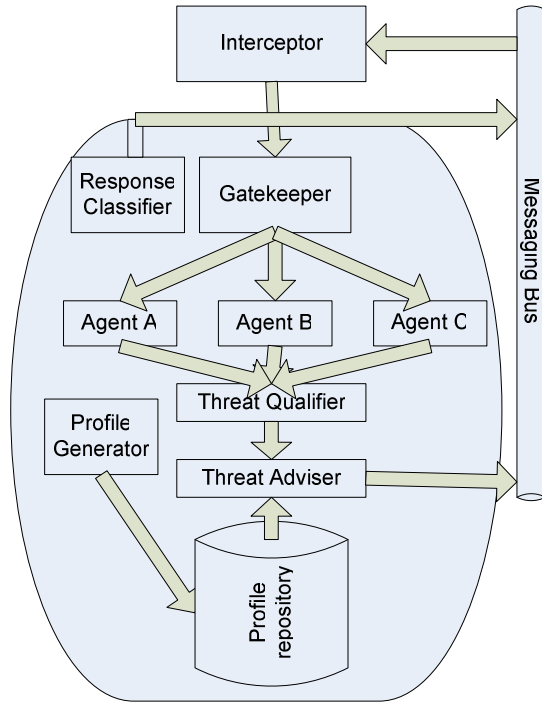 Interceptor
Response
Classifier
Gatekeeper
Messaging Bus
Agent A
Agent B
Agent C
Threat Qualifier
Profile
Generator
Threat Adviser
Profile
repository